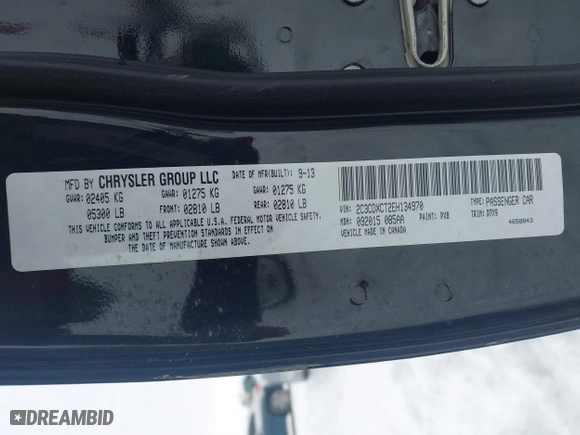 MFD BY CHRYSLER GROUP LLC DATE OF MFR(BUILT): 9-13
GVWR: 02405 KG GAWR: 01275 KG GAWR: 01275 KG
05300 LB FRONT: 02810 LB REAR: 02810 LB
THIS VEHICLE CONFORMS TO ALL APPLICABLE U.S.A. FEDERAL MOTOR VEHICLE SAFETY,
BUMPER AND THEFT PREVENTION STANDARDS IN EFFECT ON
THE DATE OF MANUFACTURE SHOWN ABOVE.
VIN: 2C3CDXCT2EH134970 TYPE: PASSENGER CAR
MDH: 092015 085AA PAINT: PX8 TRIM: DTX9
VEHICLE MADE IN CANADA 4658843
DREAMBID